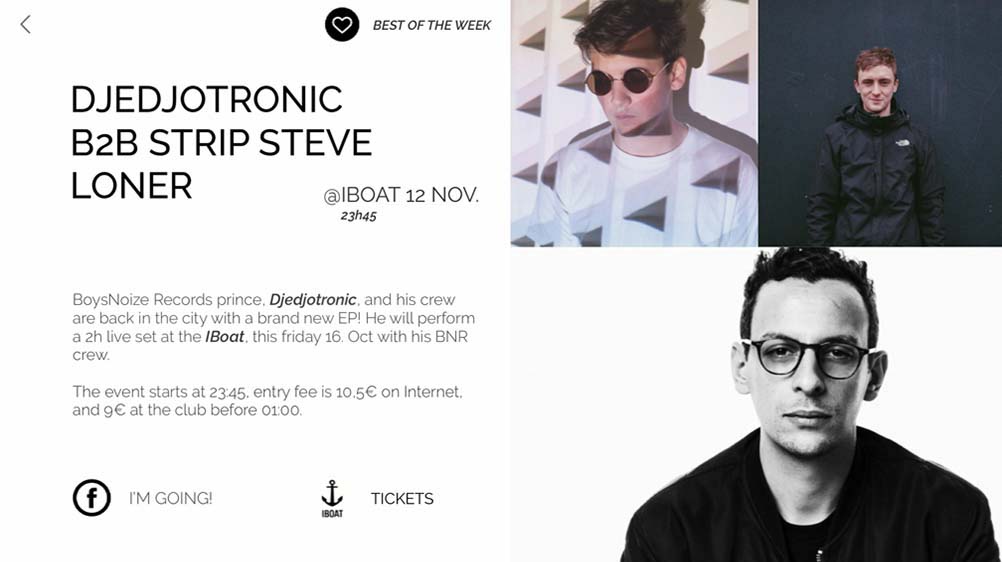 BEST OF THE WEEK
DJEDJOTRONIC
B2B STRIP STEVE
LONER
@IBOAT 12 NOV.
23h45
BoysNoize Records prince, Djedjotronic, and his crew
are back in the city with a brand new EP! He will perform
a 2h live set at the IBoat, this friday 16. Oct with his BNR
crew.
The event starts at 23:45, entry fee is 10,5€ on Internet,
and 9€ at the club before 01:00.
f
I'M GOING!
IBOAT
TICKETS
THE NORTH FACE